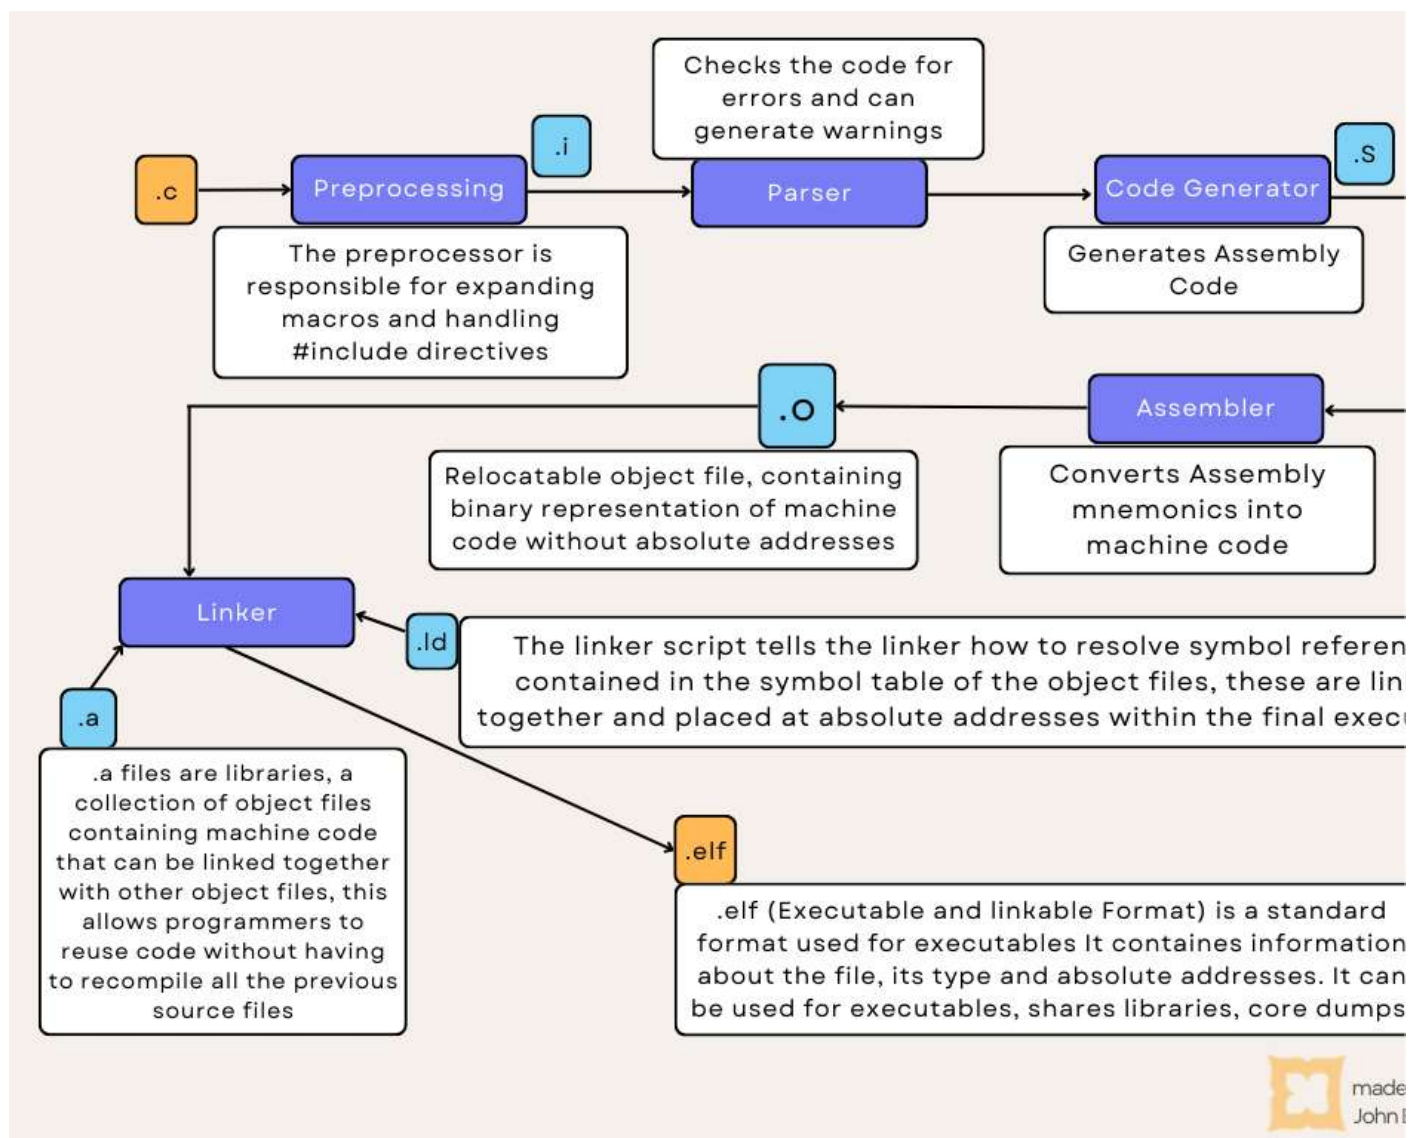 Checks the code for
errors and can
generate warnings
.i
.S
.c
Preprocessing
Parser
Code Generator
The preprocessor is
responsible for expanding
macros and handling
#include directives
Generates Assembly
Code
.o
Assembler
Relocatable object file, containing
binary representation of machine
code without absolute addresses
Converts Assembly
mnemonics into
machine code
Linker
.ld
The linker script tells the linker how to resolve symbol
contained in the symbol table of the object files, these are
together and placed at absolute addresses within the final
.a
.a files are libraries, a
collection of object files
containing machine code
that can be linked together
with other object files, this
allows programmers to
reuse code without having
to recompile all the previous
source files
.elf
.elf (Executable and linkable Format) is a standard
format used for executables It containes information
about the file, its type and absolute addresses. It can
be used for executables, shares libraries, core dumps
made
John